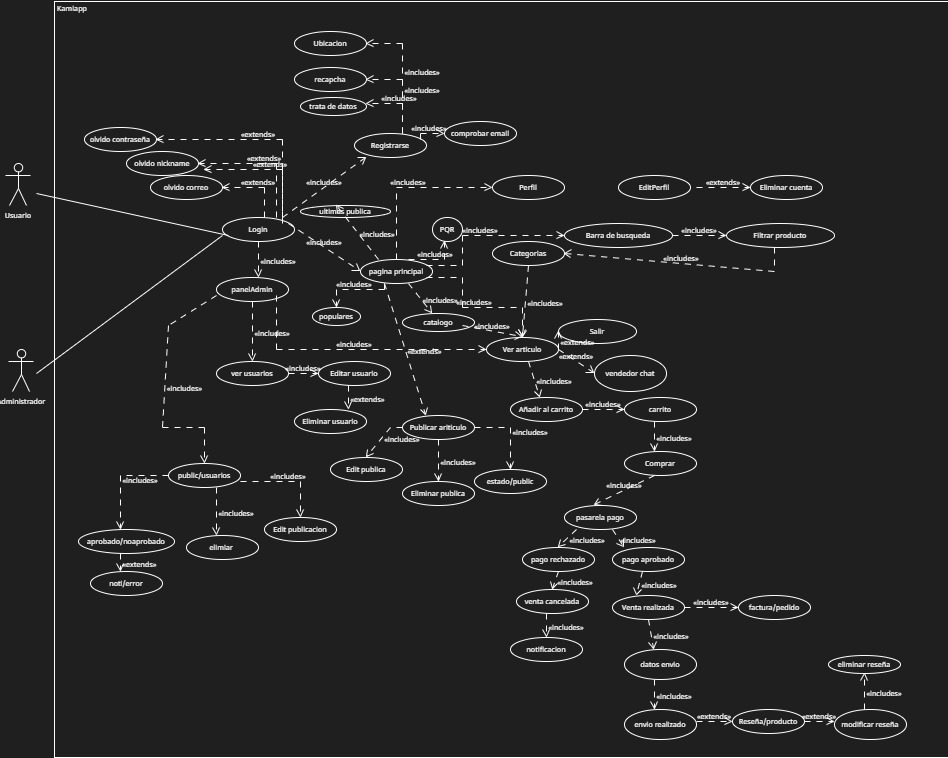 Kamiapp
Ubicacion
«includes»
recapcha
«includes»
trata de datos
«includes»
olvido contraseña
«extends»
Registrarse
«includes»
comprobar email
olvido nickname
«extends»
«extends»
olvido correo
«extends»
«includes»
Perfil
«includes»
EditPerfil
«extends»
Eliminar cuenta
Usuario
ultimos publica
Login
«includes»
«includes»
PQR
«includes»
Barra de busqueda
«includes»
Filtrar producto
«includes»
Categorias
«includes»
«includes»
pagina principal
panelAdmin
«includes»
populares
«includes»
«includes»
catalogo
«includes»
«includes»
Salir
«extends»
«includes»
«includes»
«extends»
Ver articulo
«extends»
vendedor chat
ver usuarios
«includes»
Editar usuario
«includes»
«includes»
«extends»
Eliminar usuario
Añadir al carrito
«includes»
carrito
Administrador
Publicar ariticulo
«includes»
«includes»
«includes»
Edit publica
«includes»
Comprar
public/usuarios
«includes»
«includes»
estado/public
«includes»
Eliminar publica
«includes»
Edit publicacion
pasarela pago
aprobado/noaprobado
elimiar
«includes»
«includes»
«extends»
pago rechazado
pago aprobado
noti/error
«includes»
«includes»
venta cancelada
Venta realizada
«includes»
factura/pedido
«includes»
«includes»
notificacion
datos envio
eliminar reseña
«includes»
«includes»
envio realizado
«extends»
Reseña/producto
«extends»
modificar reseña